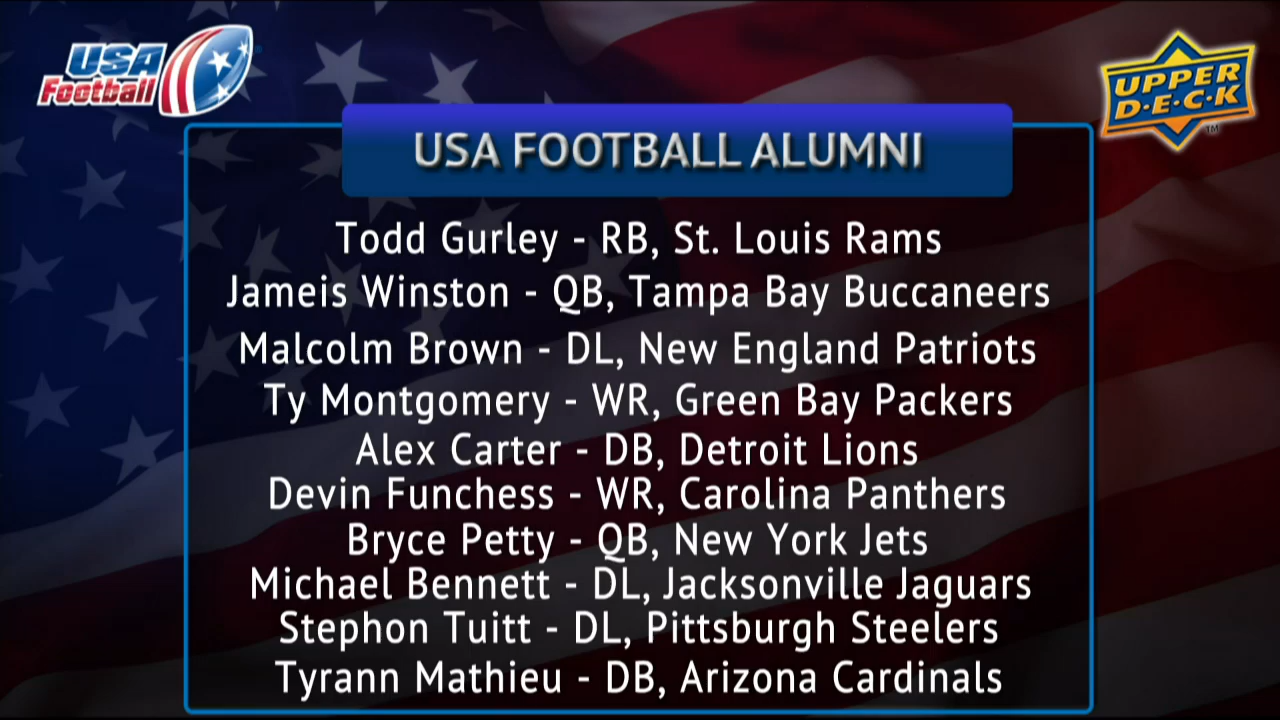 USA
Football
UPPER
D·E·C·K
TM
USA FOOTBALL ALUMNI
Todd Gurley - RB, St. Louis Rams
Jameis Winston - QB, Tampa Bay Buccaneers
Malcolm Brown - DL, New England Patriots
Ty Montgomery - WR, Green Bay Packers
Alex Carter - DB, Detroit Lions
Devin Funchess - WR, Carolina Panthers
Bryce Petty - QB, New York Jets
Michael Bennett - DL, Jacksonville Jaguars
Stephon Tuitt - DL, Pittsburgh Steelers
Tyrann Mathieu - DB, Arizona Cardinals